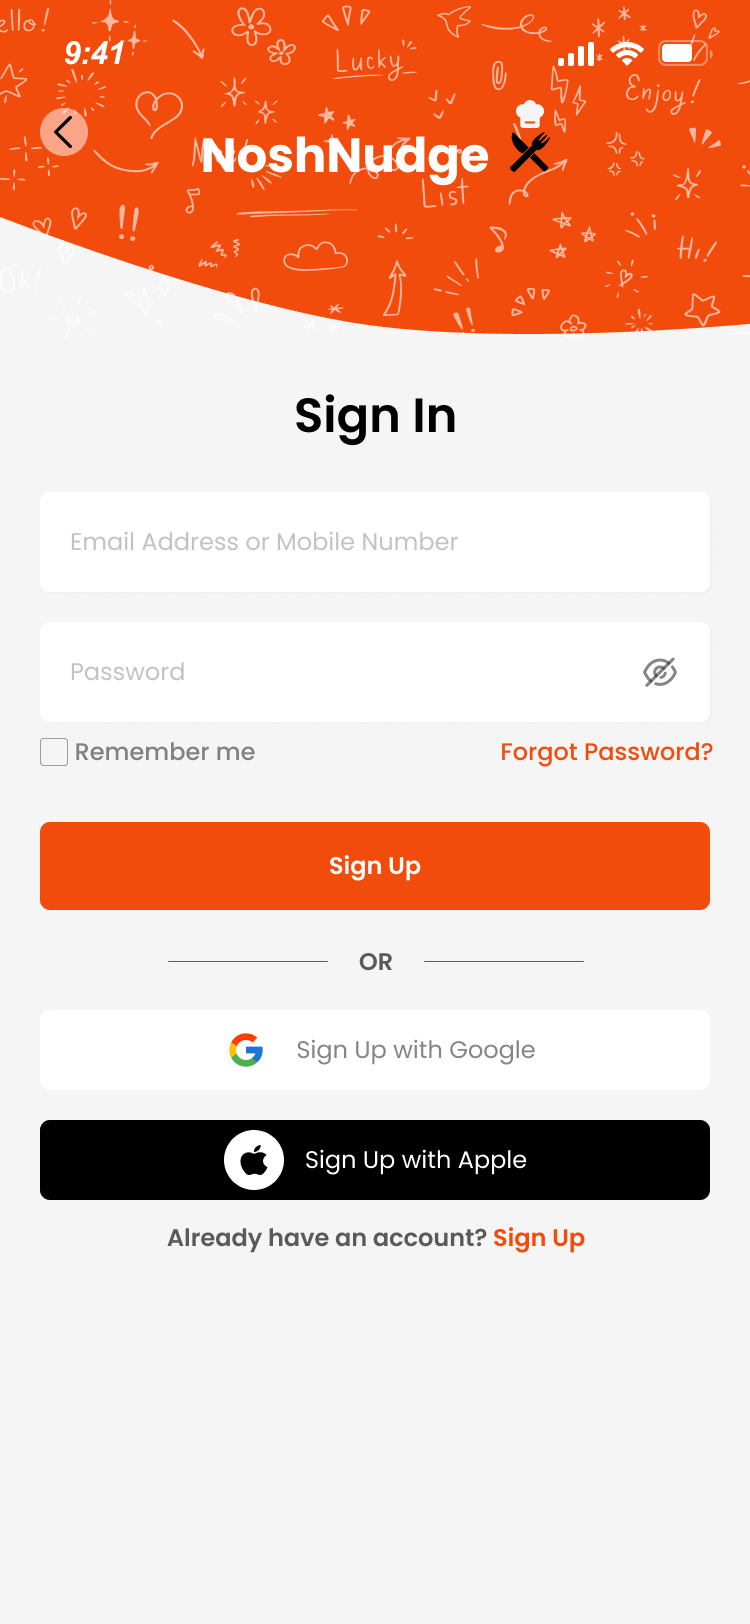 ello!
9:41
Lucky
Enjoy!
NoshNudge
List
Hi!
Ok!
Sign In
Email Address or Mobile Number
Password
Remember me
Forgot Password?
Sign Up
OR
Sign Up with Google
Sign Up with Apple
Already have an account? Sign Up